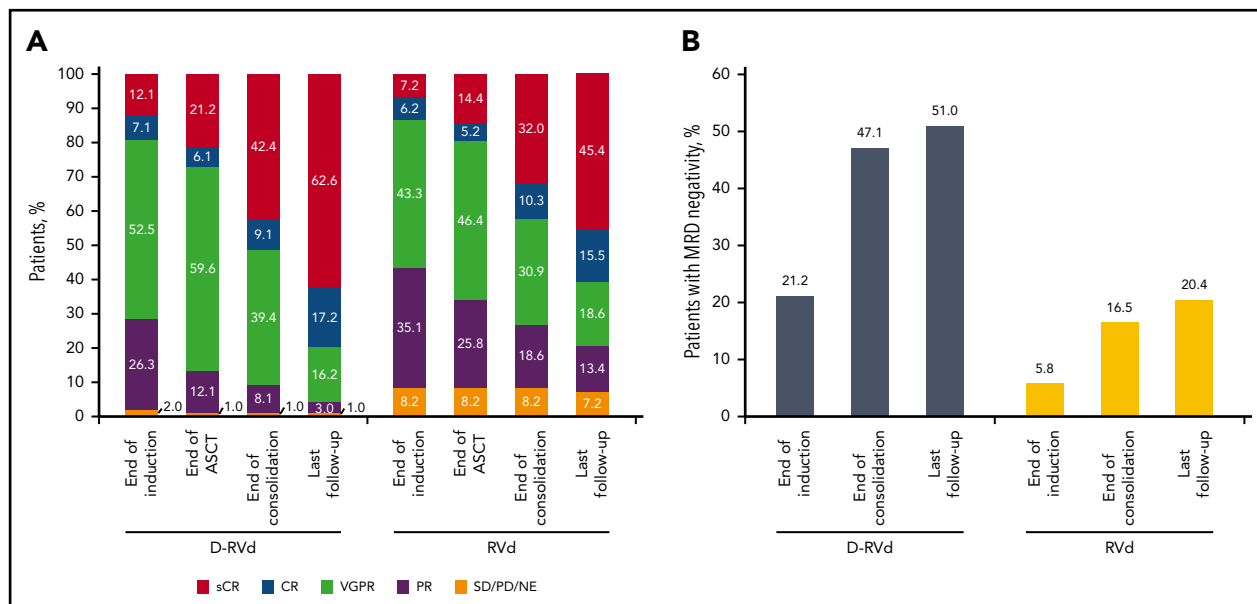 A
Patients, %
100
90
80
70
60
50
40
30
20
10
0
12.1
7.1
52.5
26.3
2.0
21.2
6.1
59.6
12.1
1.0
42.4
9.1
39.4
8.1
1.0
62.6
17.2
16.2
3.0
1.0
7.2
6.2
43.3
35.1
8.2
14.4
5.2
46.4
25.8
8.2
32.0
10.3
30.9
18.6
8.2
45.4
15.5
18.6
13.4
7.2
End of
induction
End of
ASCT
End of
consolidation
Last
follow-up
End of
induction
End of
ASCT
End of
consolidation
Last
follow-up
D-RVd
RVd
sCR
CR
VGPR
PR
SD/PD/NE
B
Patients with MRD negativity, %
60
50
40
30
20
10
0
21.2
47.1
51.0
5.8
16.5
20.4
End of
induction
End of
consolidation
Last
follow-up
End of
induction
End of
consolidation
Last
follow-up
D-RVd
RVd